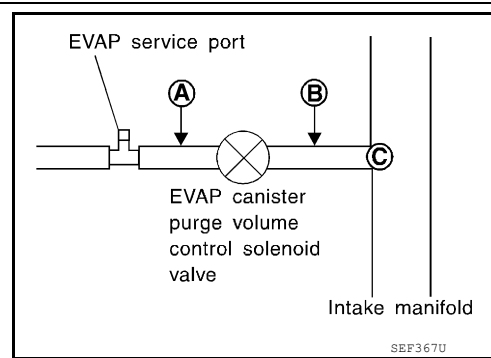 EVAP service port
A
B
C
EVAP canister
purge volume
control solenoid
valve
Intake manifold
SEF367U